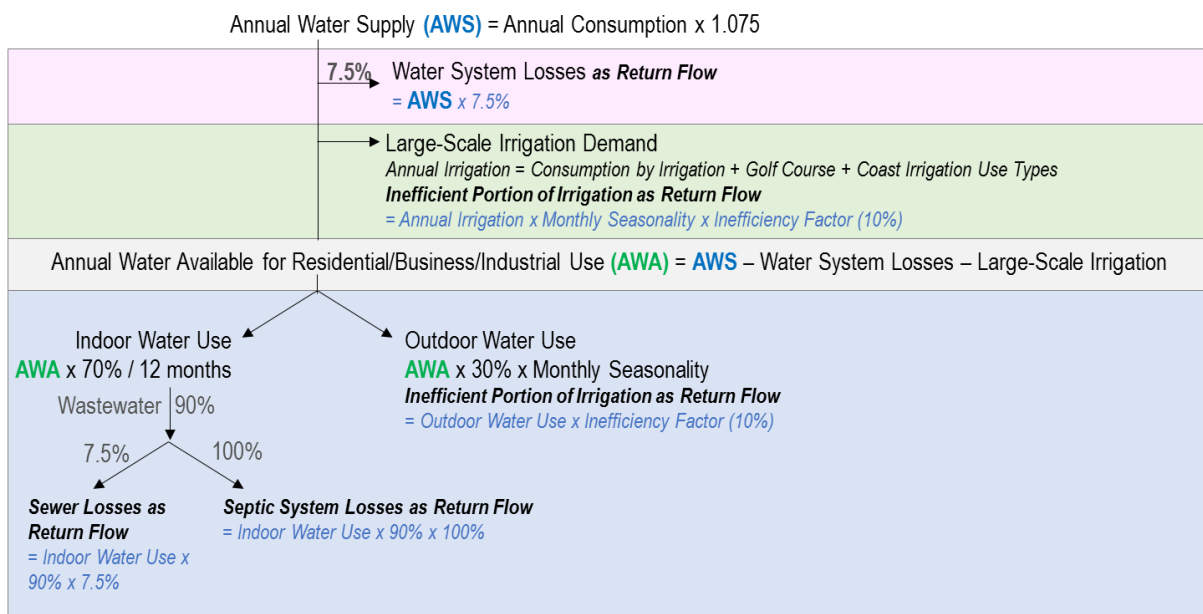 Annual Water Supply (AWS) = Annual Consumption x 1.075
7.5%
Water System Losses as Return Flow
= AWS x 7.5%
Large-Scale Irrigation Demand
Annual Irrigation = Consumption by Irrigation + Golf Course + Coast Irrigation Use Types
Inefficient Portion of Irrigation as Return Flow
= Annual Irrigation x Monthly Seasonality x Inefficiency Factor (10%)
Annual Water Available for Residential/Business/Industrial Use (AWA) = AWS – Water System Losses – Large-Scale Irrigation
Indoor Water Use
AWA x 70% / 12 months
Wastewater 90%
7.5%
100%
Sewer Losses as
Return Flow
= Indoor Water Use x
90% x 7.5%
Septic System Losses as Return Flow
= Indoor Water Use x 90% x 100%
Outdoor Water Use
AWA x 30% x Monthly Seasonality
Inefficient Portion of Irrigation as Return Flow
= Outdoor Water Use x Inefficiency Factor (10%)